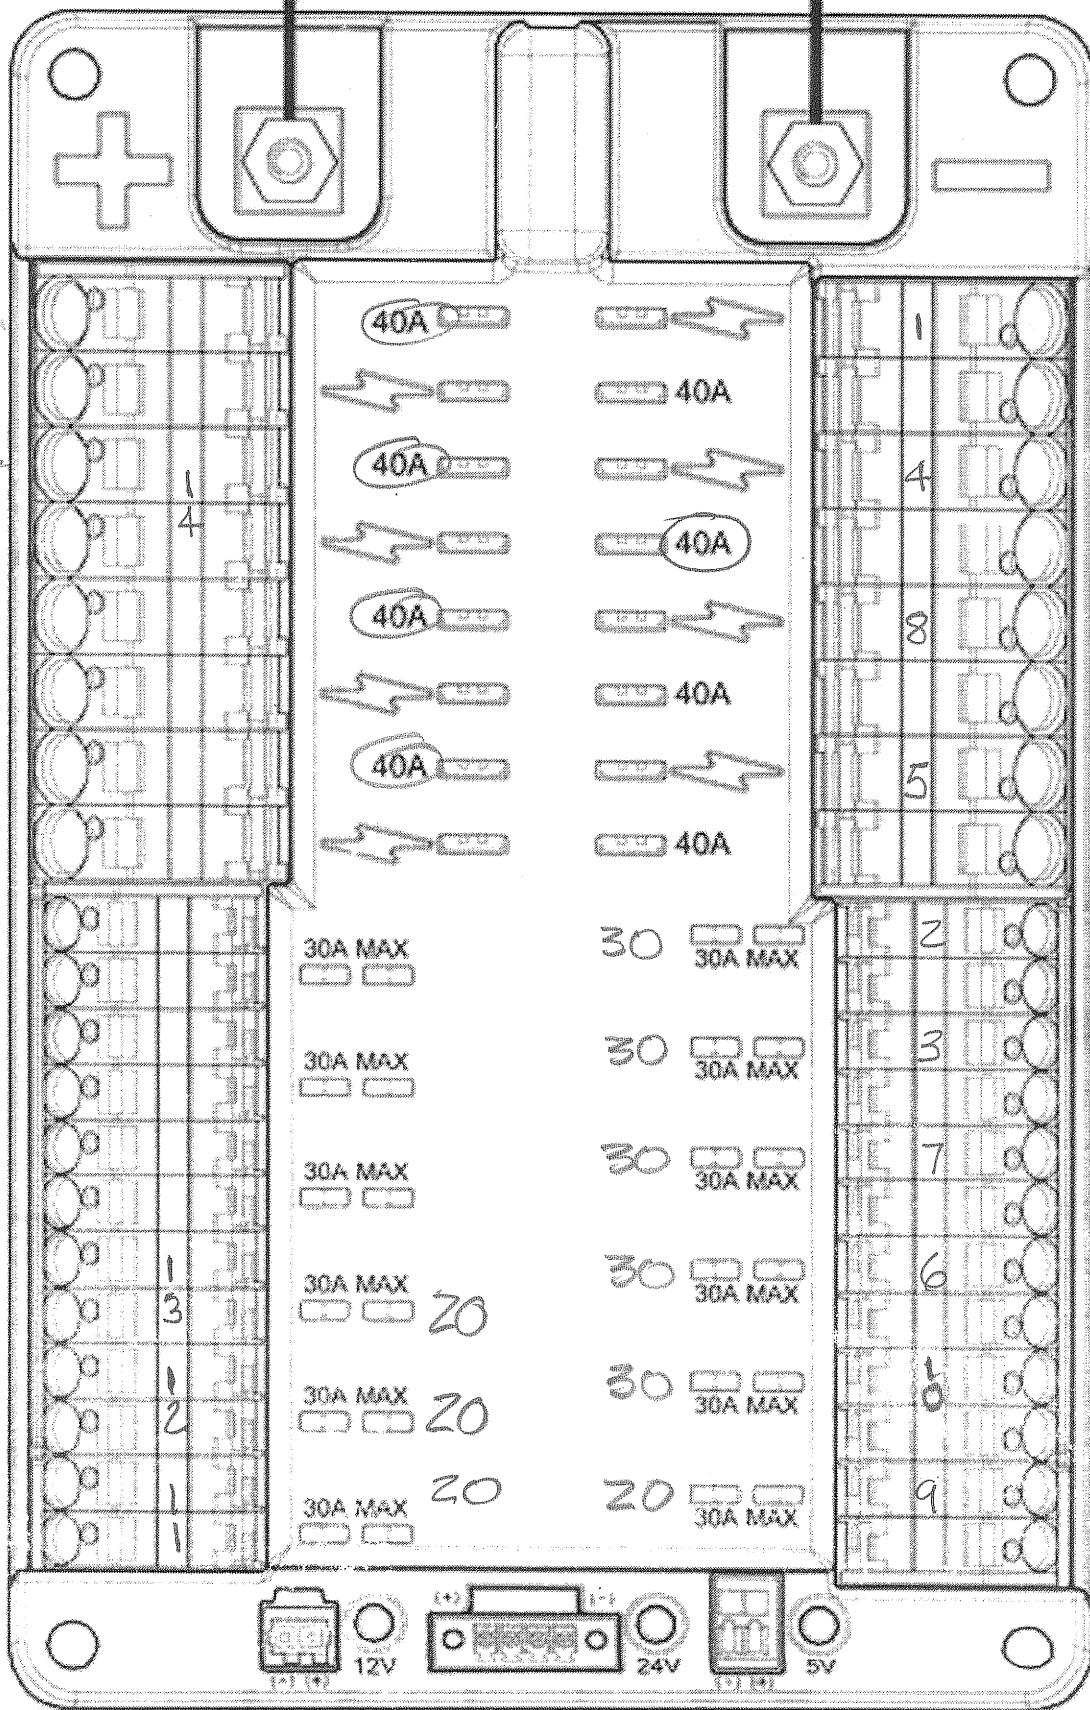 40A 1
40A
40A 4
1
4 40A
40A 8
40A
40A 5
40A
30 2
30A MAX 30A MAX
30 3
30A MAX 30A MAX
30 7
30A MAX 30A MAX
1 30 6
30A MAX 30A MAX
3 20
1 30 1
30A MAX 30A MAX 0
2 20
1 20 20 9
30A MAX 30A MAX
1
(+) (-)
12V 24V 5V
(-) (+)